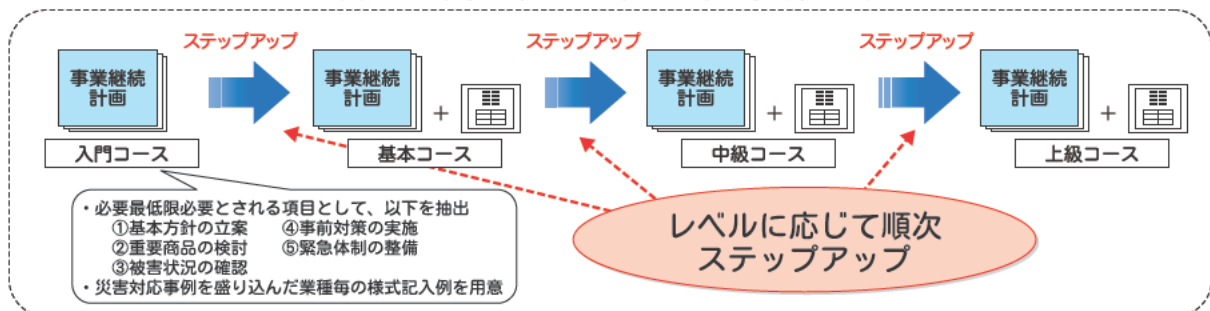 ステップアップ
ステップアップ
ステップアップ
事業継続
計画
事業継続
計画
+
事業継続
計画
+
事業継続
計画
+
入門コース
基本コース
中級コース
上級コース
・必要最低限必要とされる項目として、以下を抽出
①基本方針の立案 ④事前対策の実施
②重要商品の検討 ⑤緊急体制の整備
③被害状況の確認
・災害対応事例を盛り込んだ業種毎の様式記入例を用意
レベルに応じて順次
ステップアップ